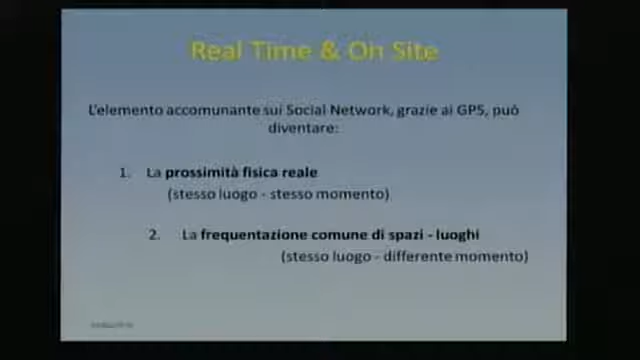 Real Time & On Site
L'elemento accomunante sui Social Network, grazie ai GPS, può
diventare:
1. La prossimità fisica reale
(stesso luogo - stesso momento)
2. La frequentazione comune di spazi - luoghi
(stesso luogo - differente momento)